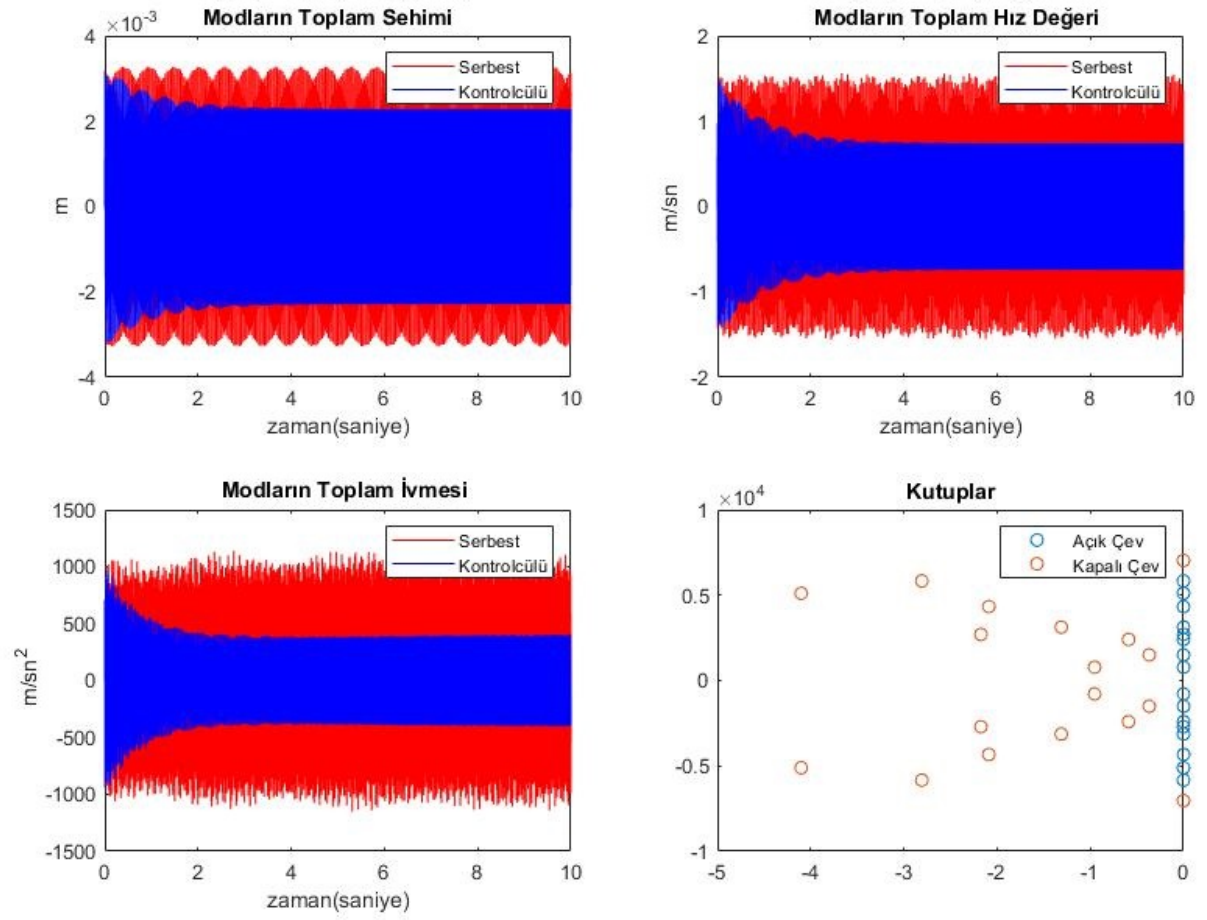 Modların Toplam Sehimi
×10-3
4
2
0
-2
-4
m
0 2 4 6 8 10
zaman(saniye)
Serbest
Kontrolcülü
Modların Toplam Hız Değeri
2
1
0
-1
-2
m/sn
0 2 4 6 8 10
zaman(saniye)
Serbest
Kontrolcülü
Modların Toplam İvmesi
1500
1000
500
0
-500
-1000
-1500
m/sn2
0 2 4 6 8 10
zaman(saniye)
Serbest
Kontrolcülü
Kutuplar
×104
1
0.5
0
-0.5
-1
-5 -4 -3 -2 -1 0
Açık Çev
Kapalı Çev